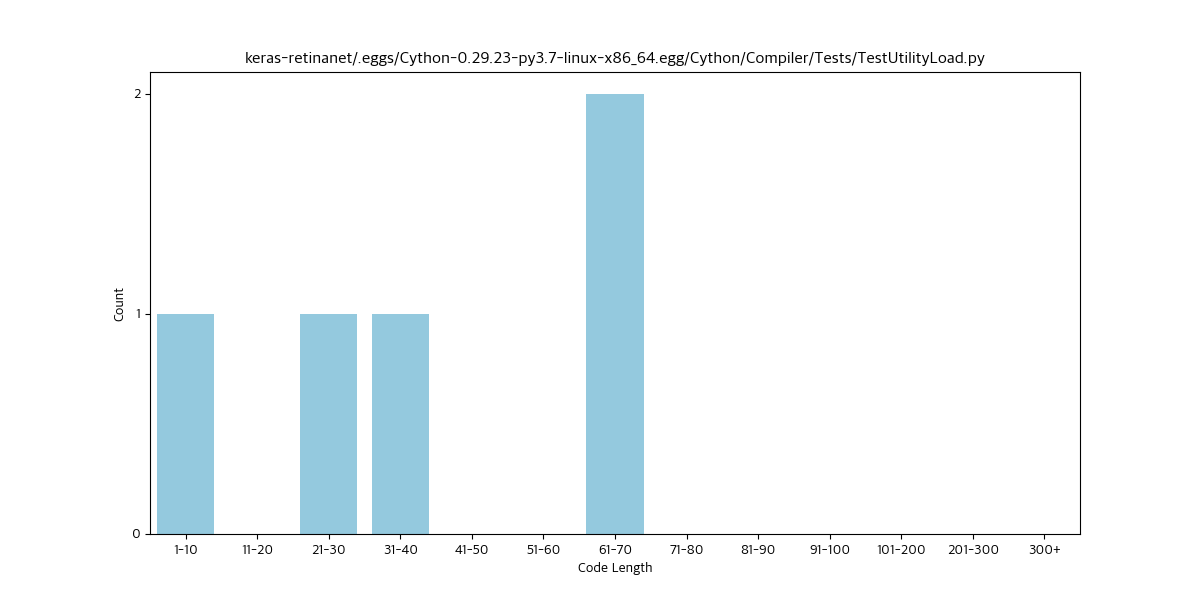 keras-retinanet/.eggs/Cython-0.29.23-py3.7-linux-x86_64.egg/Cython/Compiler/Tests/TestUtilityLoad.py
2
1
0
Count
1-10 11-20 21-30 31-40 41-50 51-60 61-70 71-80 81-90 91-100 101-200 201-300 300+
Code Length